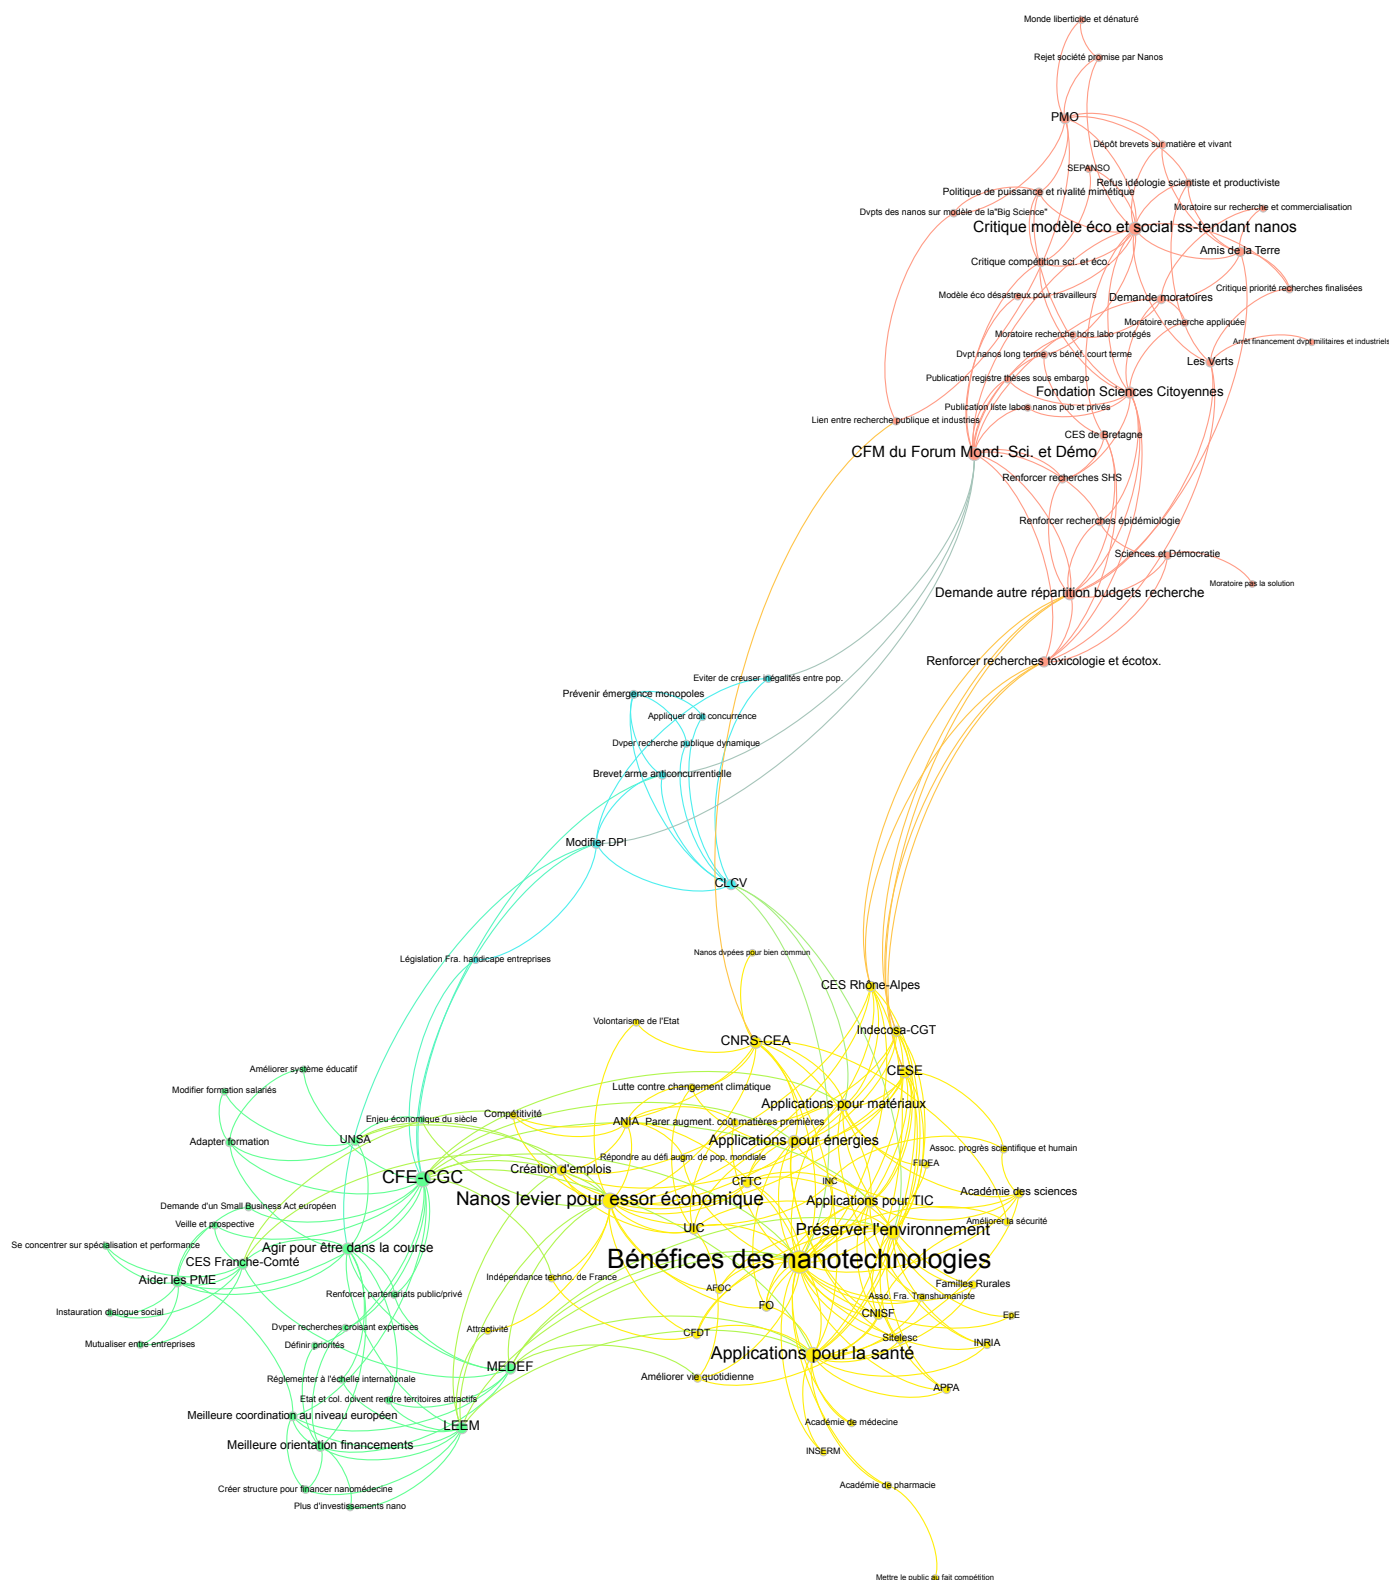 Monde liberticide et dénaturé
Rejet société promise par Nanos
PMO
Dépôt brevets sur matière et vivant
SEPANSO
Refus idéologie scientiste et productiviste
Politique de puissance et rivalité mimétique
Dvpts des nanos sur modèle de la"Big Science"
Moratoire sur recherche et commercialisation
Critique modèle éco et social ss-tendant nanos
Amis de la Terre
Critique compétition sci. et éco.
Critique priorité recherches finalisées
Modèle éco désastreux pour travailleurs
Demande moratoires
Moratoire recherche appliquée
Moratoire recherche hors labo protégés
Arrêt financement dvpt militaires et industriels
Dvpt nanos long terme vs bénéf. court terme
Les Verts
Publication registre thèses sous embargo
Fondation Sciences Citoyennes
Publication liste labos nanos pub et privés
Lien entre recherche publique et industries
CES de Bretagne
CFM du Forum Mond. Sci. et Démo
Renforcer recherches SHS
Renforcer recherches épidémiologie
Sciences et Démocratie
Moratoire pas la solution
Demande autre répartition budgets recherche
Renforcer recherches toxicologie et écotox.
Eviter de creuser inégalités entre pop.
Prévenir émergence monopoles
Appliquer droit concurrence
Dvper recherche publique dynamique
Brevet arme anticoncurrentielle
Modifier DPI
CLCV
Nanos dvpées pour bien commun
Législation Fra. handicape entreprises
CES Rhône-Alpes
Volontarisme de l'Etat
Indecosa-CGT
CNRS-CEA
Améliorer système éducatif
CESE
Modifier formation salariés
Lutte contre changement climatique
Applications pour matériaux
Enjeu économique du siècle
Compétitivité
ANIA
Parer augment. coût matières premières
Adapter formation
UNSA
Applications pour énergies
Assoc. progrès scientifique et humain
Répondre au défi augm. de pop. mondiale
FIDEA
Création d'emplois
CFE-CGC
CFTC
INC
Académie des sciences
Nanos levier pour essor économique
Applications pour TIC
Demande d'un Small Business Act européen
Améliorer la sécurité
Veille et prospective
UIC
Préserver l'environnement
Se concentrer sur spécialisation et performance
Agir pour être dans la course
CES Franche-Comté
Bénéfices des nanotechnologies
Aider les PME
Indépendance techno. de France
Familles Rurales
AFOC
Renforcer partenariats public/privé
Asso. Fra. Transhumaniste
FO
Instauration dialogue social
CNISF
EpE
Dvper recherches croisant expertises
Attractivité
CFDT
Sitelesc
INRIA
Mutualiser entre entreprises
Définir priorités
Applications pour la santé
MEDEF
Réglementer à l'échelle internationale
Améliorer vie quotidienne
APPA
Etat et col. doivent rendre territoires attractifs
Meilleure coordination au niveau européen
Académie de médecine
LEEM
Meilleure orientation financements
INSERM
Académie de pharmacie
Créer structure pour financer nanomédecine
Plus d'investissements nano
Mettre le public au fait compétition